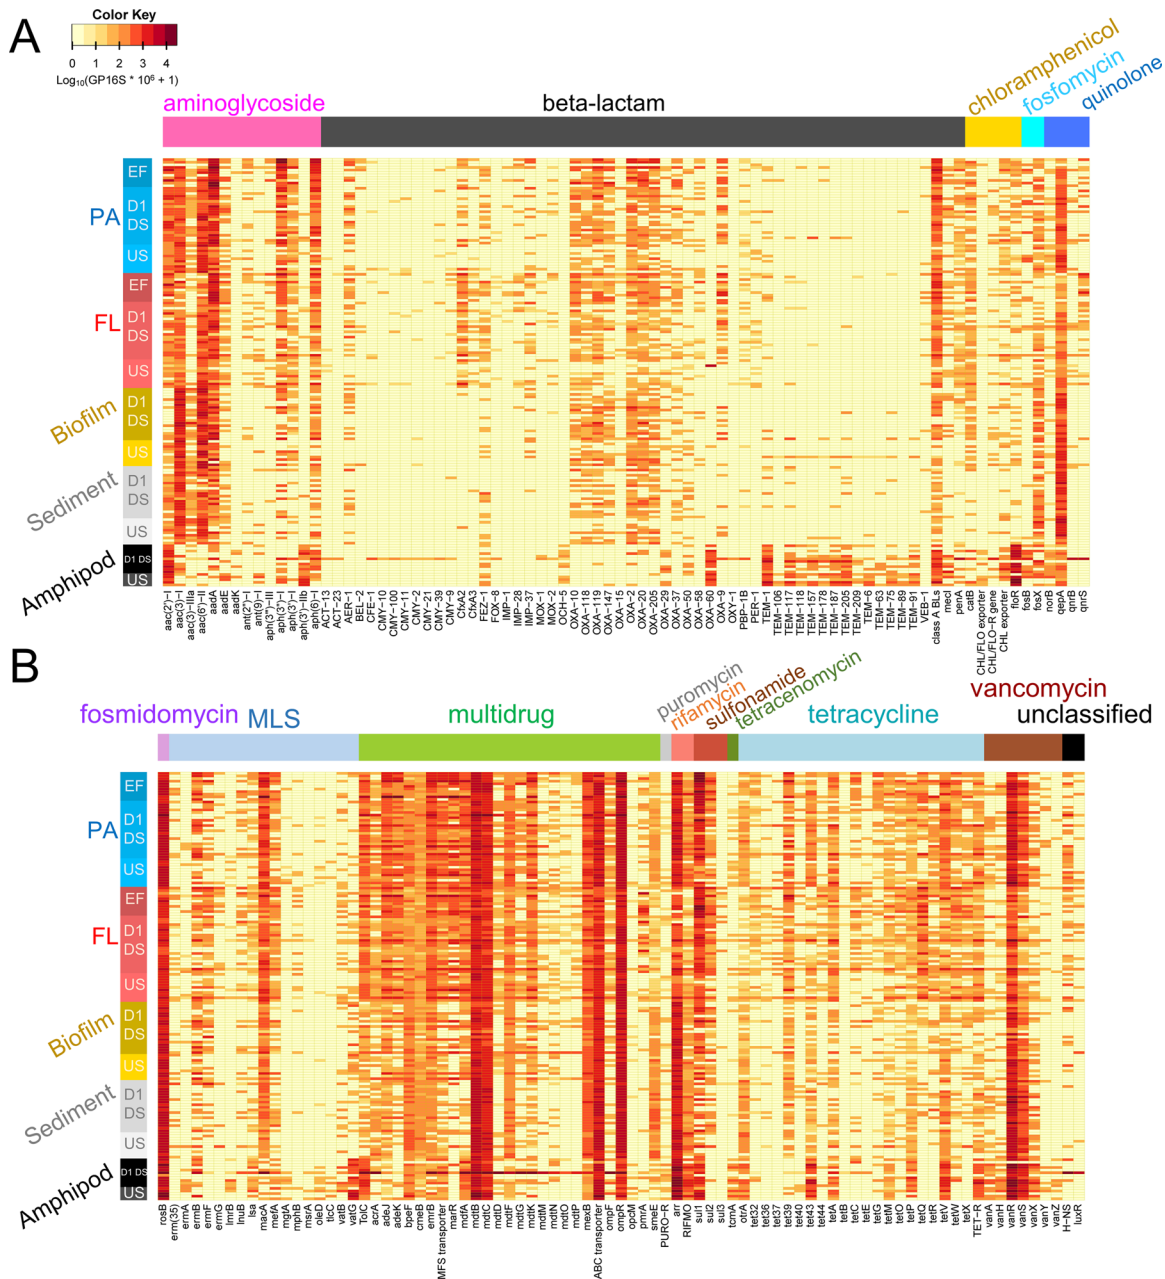 A
Color Key
0 1 2 3 4
Log10(GP16S * 10⁶ + 1)
aminoglycoside
beta-lactam
chloramphenicol
fosfomycin
quinolone
EF
PA
D1
DS
US
EF
FL
D1
DS
US
Biofilm
D1
DS
US
Sediment
D1
DS
US
Amphipod
D1 DS
US
aac(2')-I
aac(3)-I
aac(3)-IIIa
aac(6')-II
aadA
aadE
aadK
ant(2'')-I
ant(9)-I
aph(3'')-III
aph(3'')-I
aph(3')-I
aph(3')-IIb
aph(6)-I
ACT-13
ACT-23
AER-1
BEL-2
CFE-1
CMY-10
CMY-100
CMY-1
CMY-2
CMY-21
CMY-39
CMY-9
CfxA2
CfxA3
FEZ-1
FOX-8
IMP-1
IMP-28
IMP-37
MOX-1
MOX-2
OCH-5
OXA-10
OXA-18
OXA-119
OXA-147
OXA-15
OXA-2
OXA-20
OXA-205
OXA-29
OXA-37
OXA-50
OXA-58
OXA-60
OXA-9
OXY-1
PBP-1B
PER-1
TEM-1
TEM-106
TEM-117
TEM-118
TEM-157
TEM-178
TEM-187
TEM-205
TEM-209
TEM-6
TEM-63
TEM-75
TEM-89
TEM-91
VEB-1
class A BLs
mecI
penA
catB
CHL/FLO exporter
CHL/FLO-R gene
CHL exporter
floR
fosB
fosX
norB
qepA
qnrB
qnrS
B
fosmidomycin
MLS
multidrug
puromycin
rifamycin
sulfonamide
tetracenomycin
tetracycline
vancomycin
unclassified
EF
PA
D1
DS
US
EF
FL
D1
DS
US
Biofilm
D1
DS
US
Sediment
D1
DS
US
Amphipod
D1 DS
US
rosB
erm(35)
ermA
ermB
ermF
ermG
lmrB
lnuB
lsa
macA
mefA
mgtA
mphB
msrA
oleD
tlcC
vatB
vatG
TolC
acrA
adeJ
adeK
bpeF
cmeB
emrB
MFS transporter
marR
mdfA
mdtB
mdtC
mdtD
mdtF
mdtG
mdtK
mdtM
mdtN
mdtO
mdtP
mexB
ABC transporter
ompF
ompR
opcM
pmrA
smeE
PURO-R
arr
RIFMO
sul1
sul2
sul3
tcmA
otrA
tet32
tet36
tet37
tet39
tet40
tet43
tet44
tetA
tetB
tetC
tetE
tetG
tetM
tetO
tetP
tetQ
tetR
tetV
tetW
tetX
TET-R
vanA
vanH
vanR
vanS
vanX
vanY
vanZ
H-NS
luxR